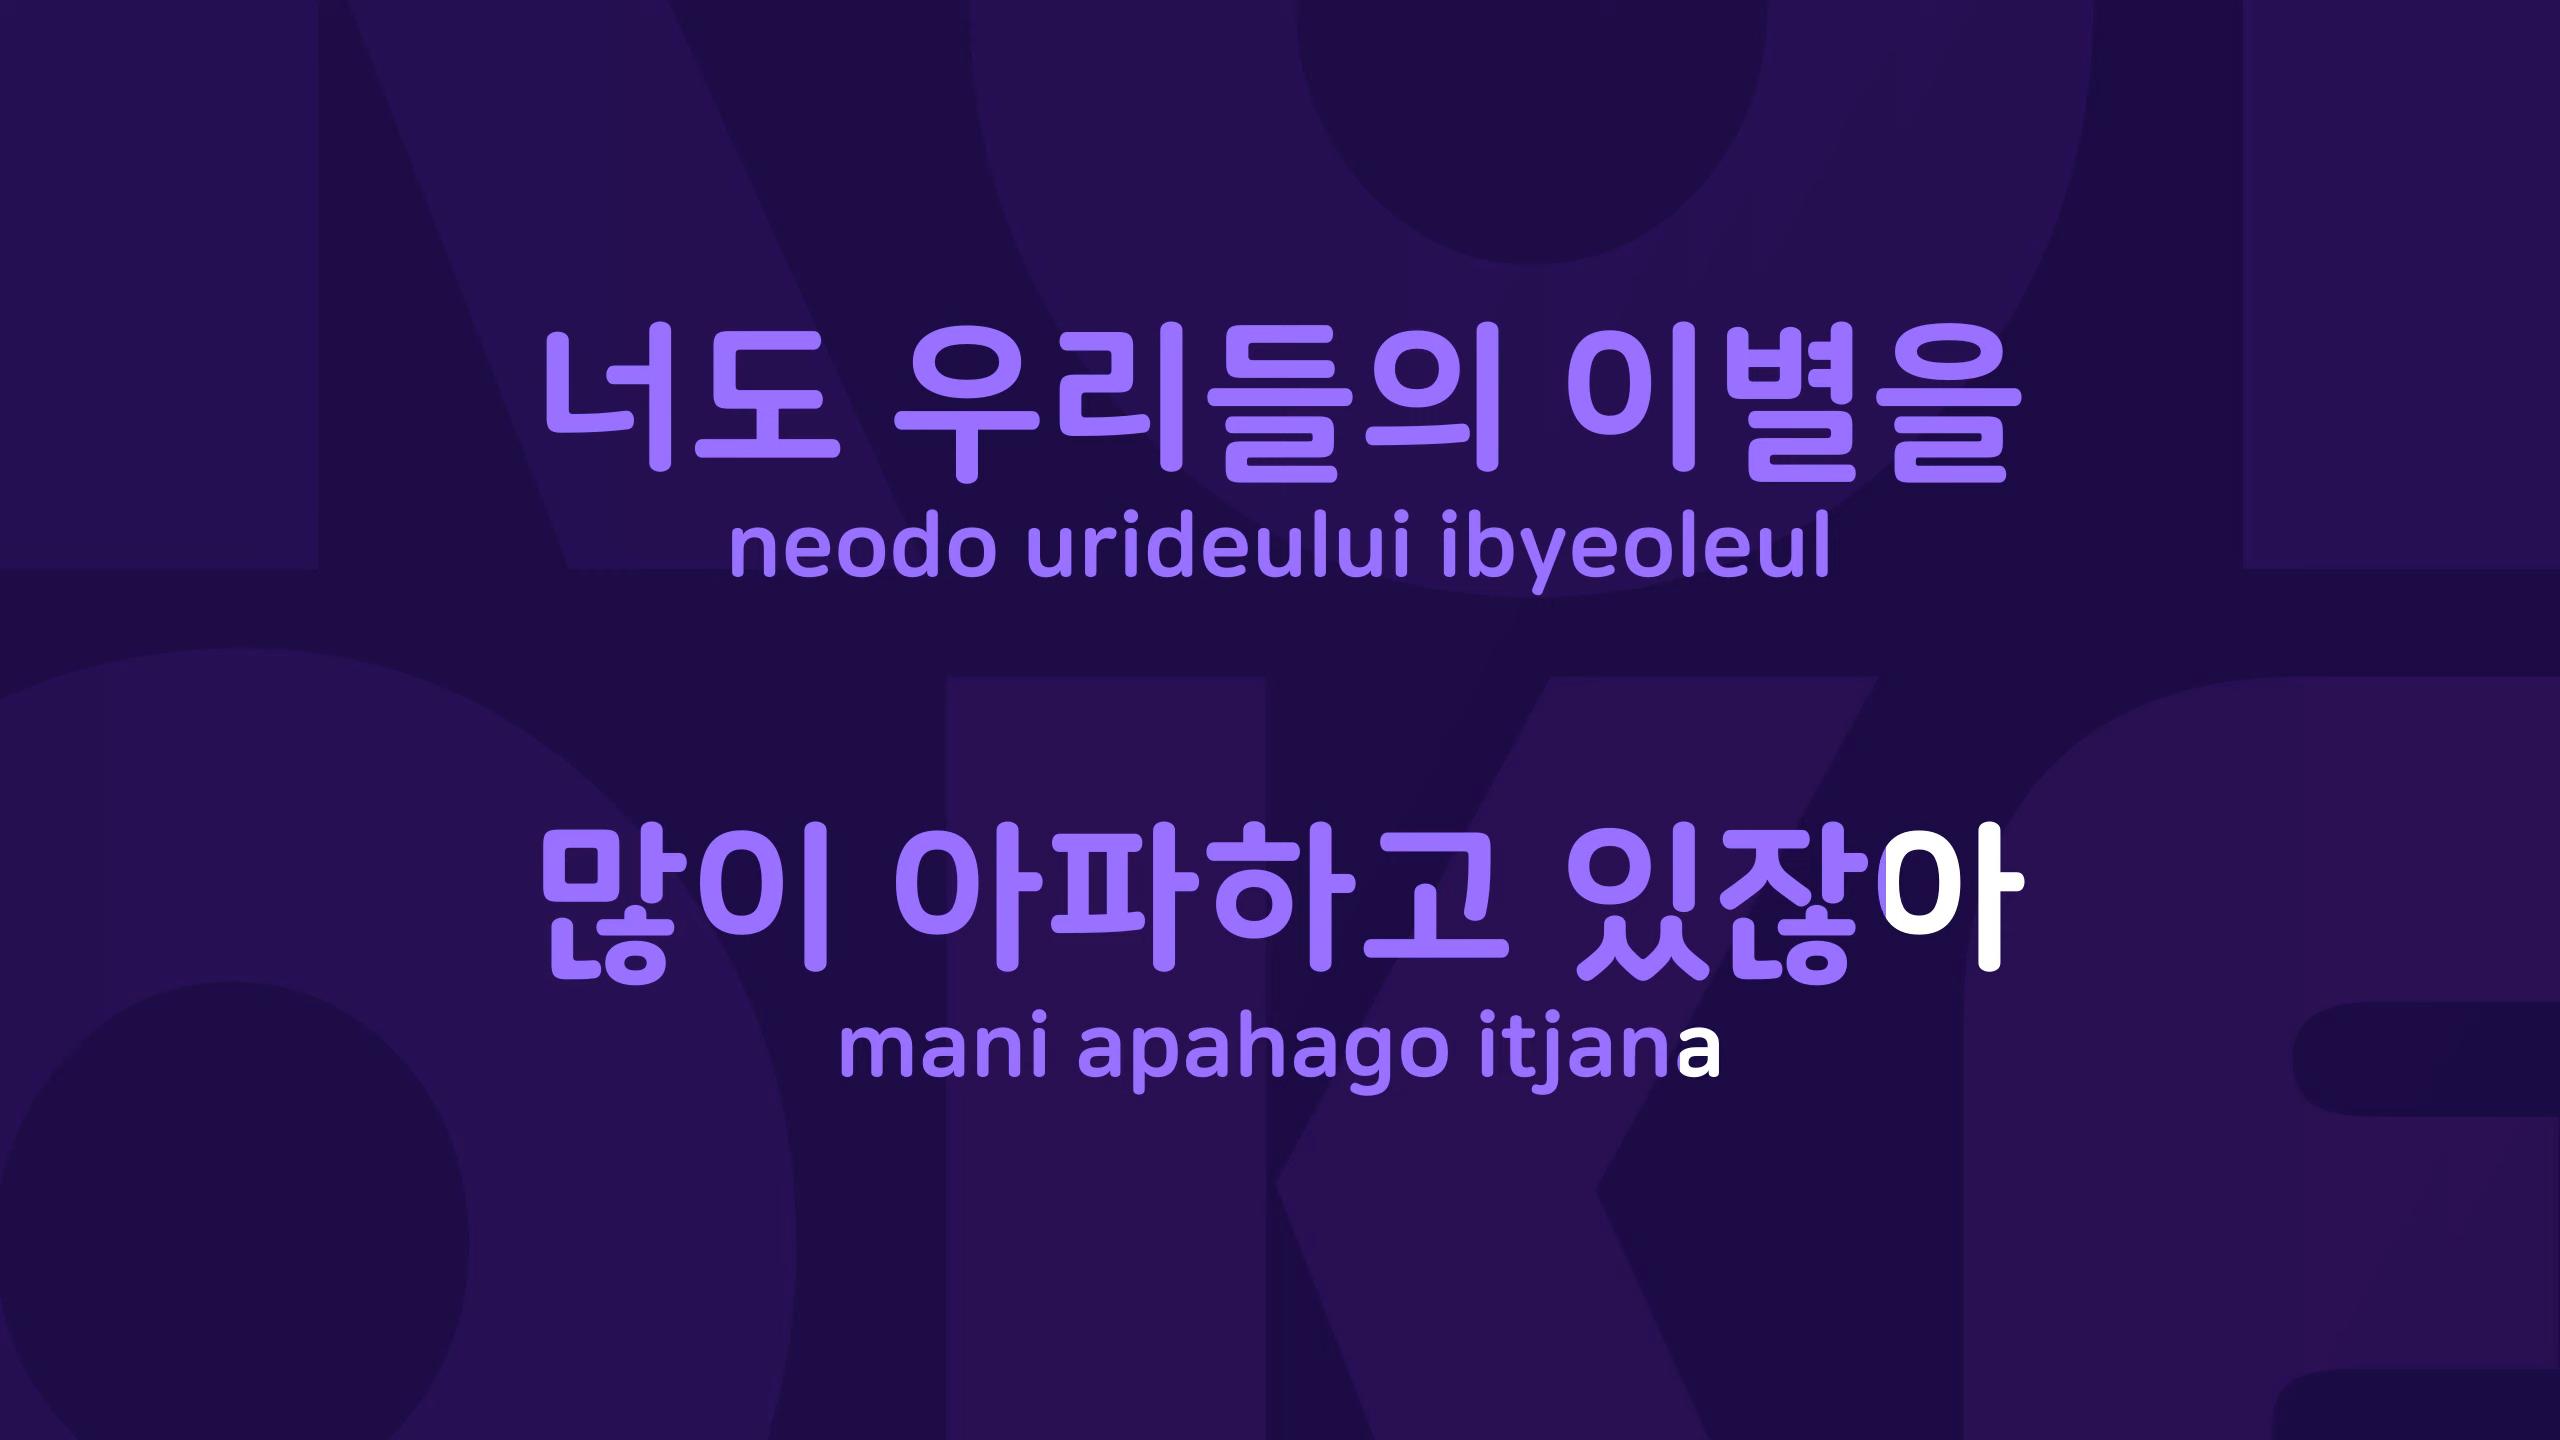 너도 우리들의 이별을
neodo urideului ibyeoleul
많이 아파하고 있잖아
mani apahago itjana